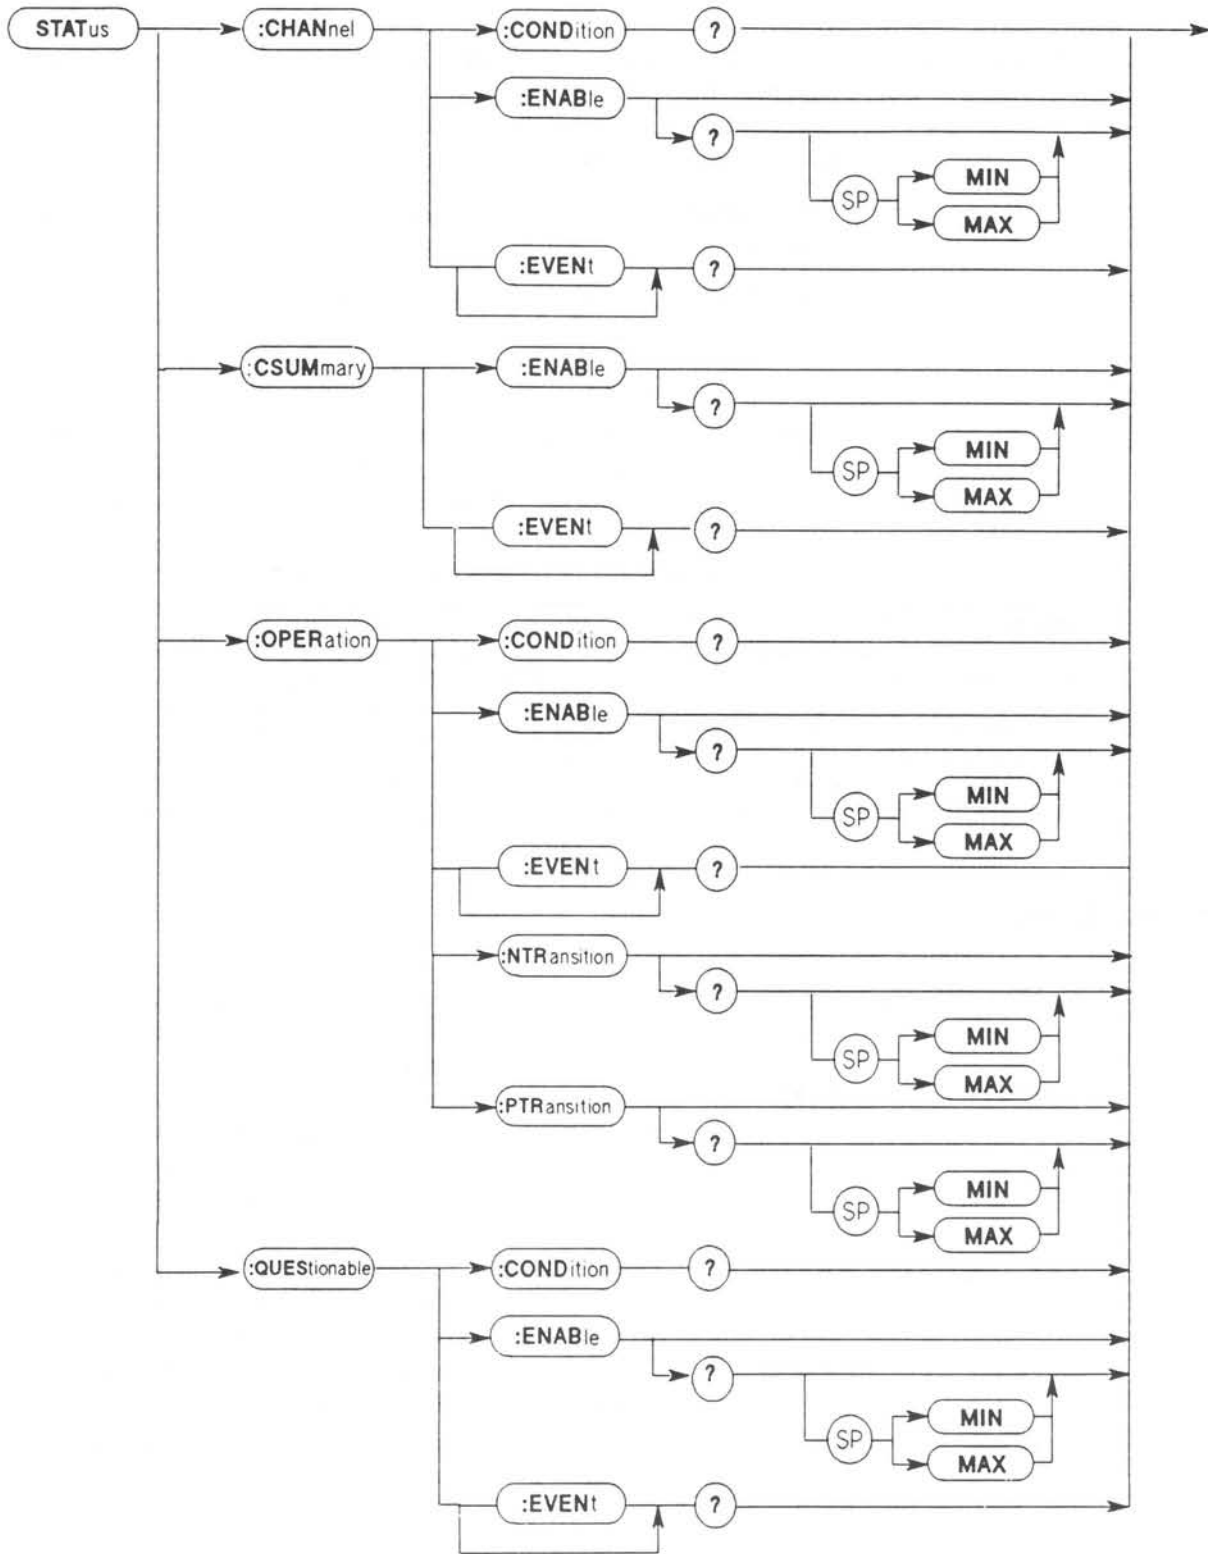 STATus :CHANnel :CONDition ?
:ENABle
?
SP MIN
MAX
:EVENt ?
:CSUMmary :ENABle
?
SP MIN
MAX
:EVENt ?
:OPERation :CONDition ?
:ENABle
?
SP MIN
MAX
:EVENt ?
:NTRansition
?
SP MIN
MAX
:PTRansition
?
SP MIN
MAX
:QUEStionable :CONDition ?
:ENABle
?
SP MIN
MAX
:EVENt ?